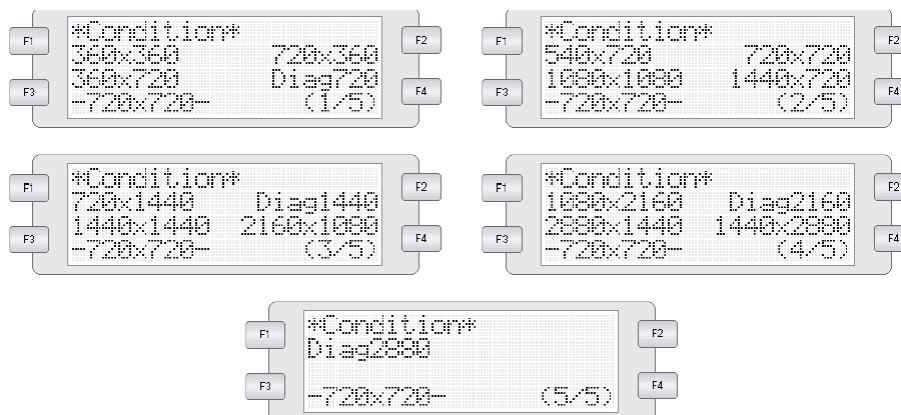 *Condition*
F1 360x360 720x360 F2
F3 360x720 Diag720 F4
-720x720- (1/5)
*Condition*
F1 540x720 720x720 F2
F3 1080x1080 1440x720 F4
-720x720- (2/5)
*Condition*
F1 720x1440 Diag1440 F2
F3 1440x1440 2160x1080 F4
-720x720- (3/5)
*Condition*
F1 1080x2160 Diag2160 F2
F3 2880x1440 1440x2880 F4
-720x720- (4/5)
*Condition*
F1 Diag2880 F2
F3 -720x720- (5/5) F4